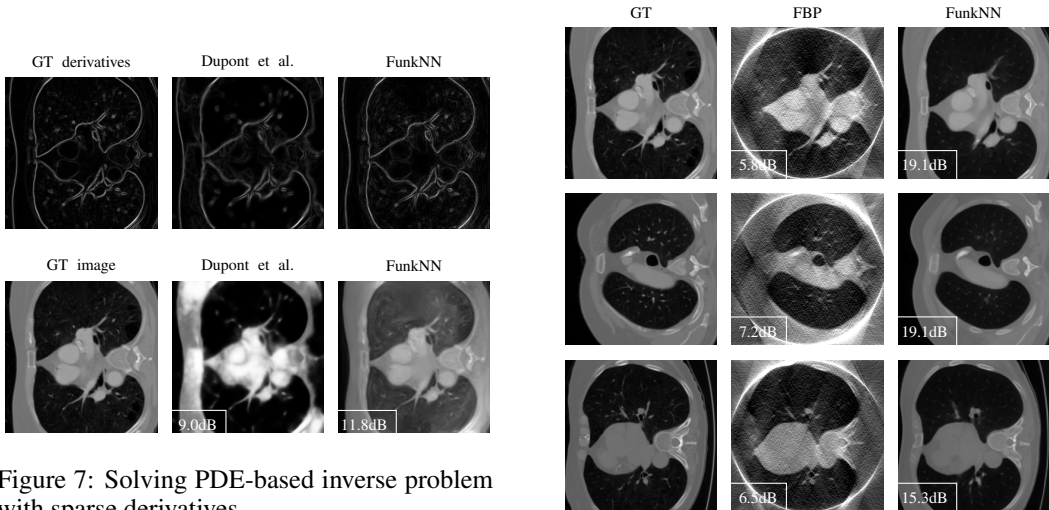 GT derivatives Dupont et al. FunkNN
GT image Dupont et al. FunkNN
9.0dB 11.8dB
Figure 7: Solving PDE-based inverse problem
with sparse derivatives
GT FBP FunkNN
5.8dB 19.1dB
7.2dB 19.1dB
6.5dB 15.3dB